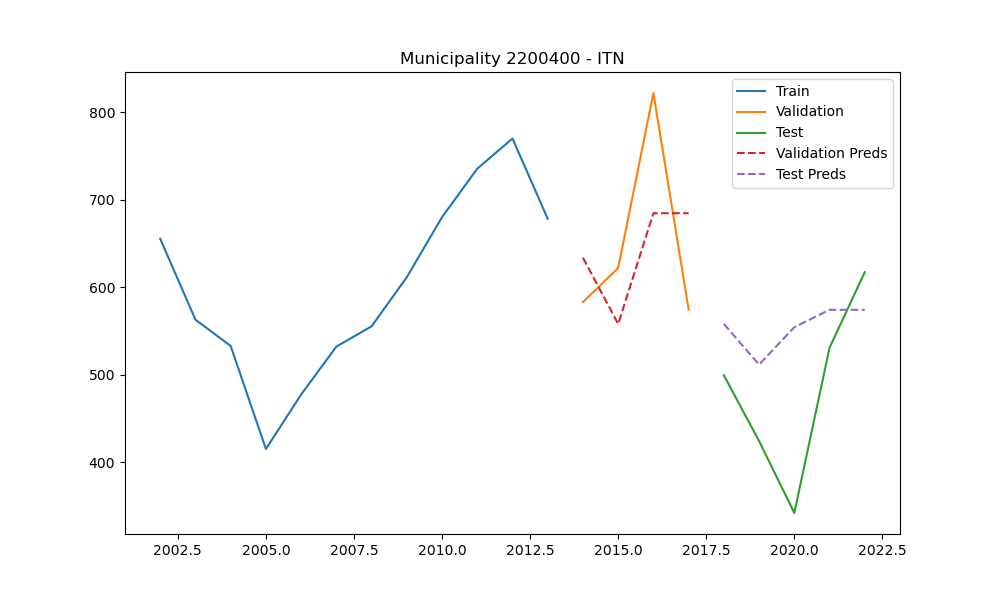 Municipality 2200400 - ITN
Train
Validation
Test
Validation Preds
Test Preds
800
700
600
500
400
2002.5 2005.0 2007.5 2010.0 2012.5 2015.0 2017.5 2020.0 2022.5